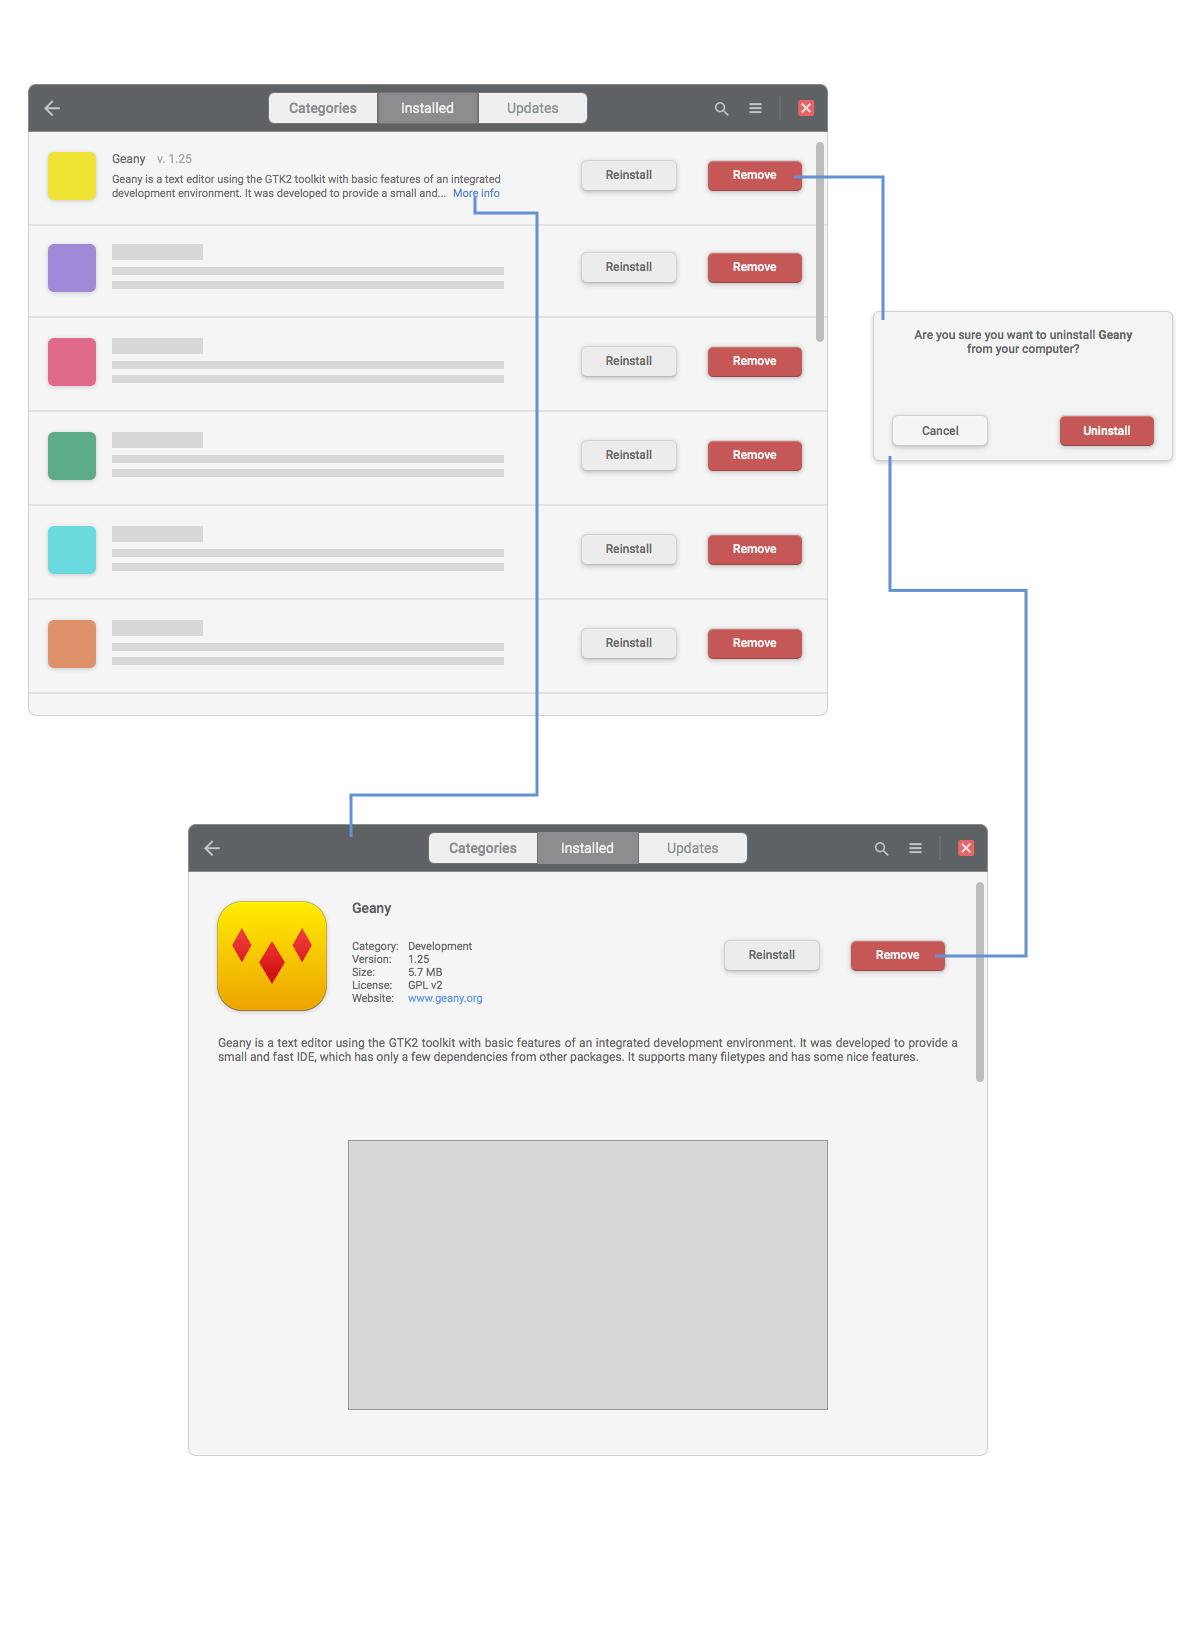 Categories Installed Updates
Geany v. 1.25
Geany is a text editor using the GTK2 toolkit with basic features of an integrated
development environment. It was developed to provide a small and... More info
Reinstall Remove
Reinstall Remove
Reinstall Remove
Reinstall Remove
Reinstall Remove
Reinstall Remove
Are you sure you want to uninstall Geany
from your computer?
Cancel Uninstall
Categories Installed Updates
Geany
Category: Development
Version: 1.25
Size: 5.7 MB
License: GPL v2
Website: www.geany.org
Reinstall Remove
Geany is a text editor using the GTK2 toolkit with basic features of an integrated development environment. It was developed to provide a
small and fast IDE, which has only a few dependencies from other packages. It supports many filetypes and has some nice features.